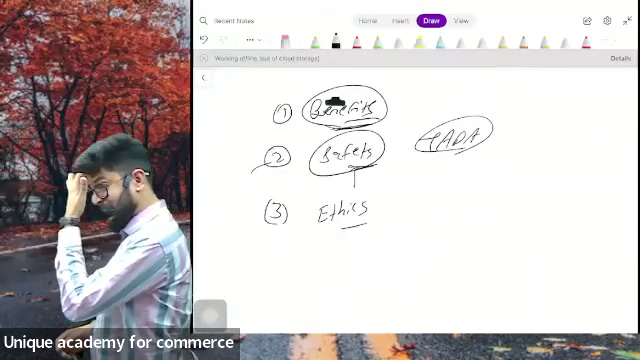 Recent Notes Home Insert Draw View
Working offline (out of cloud storage) Details
(1) Benefits
(2) Safety
(3) Ethics
Unique academy for commerce